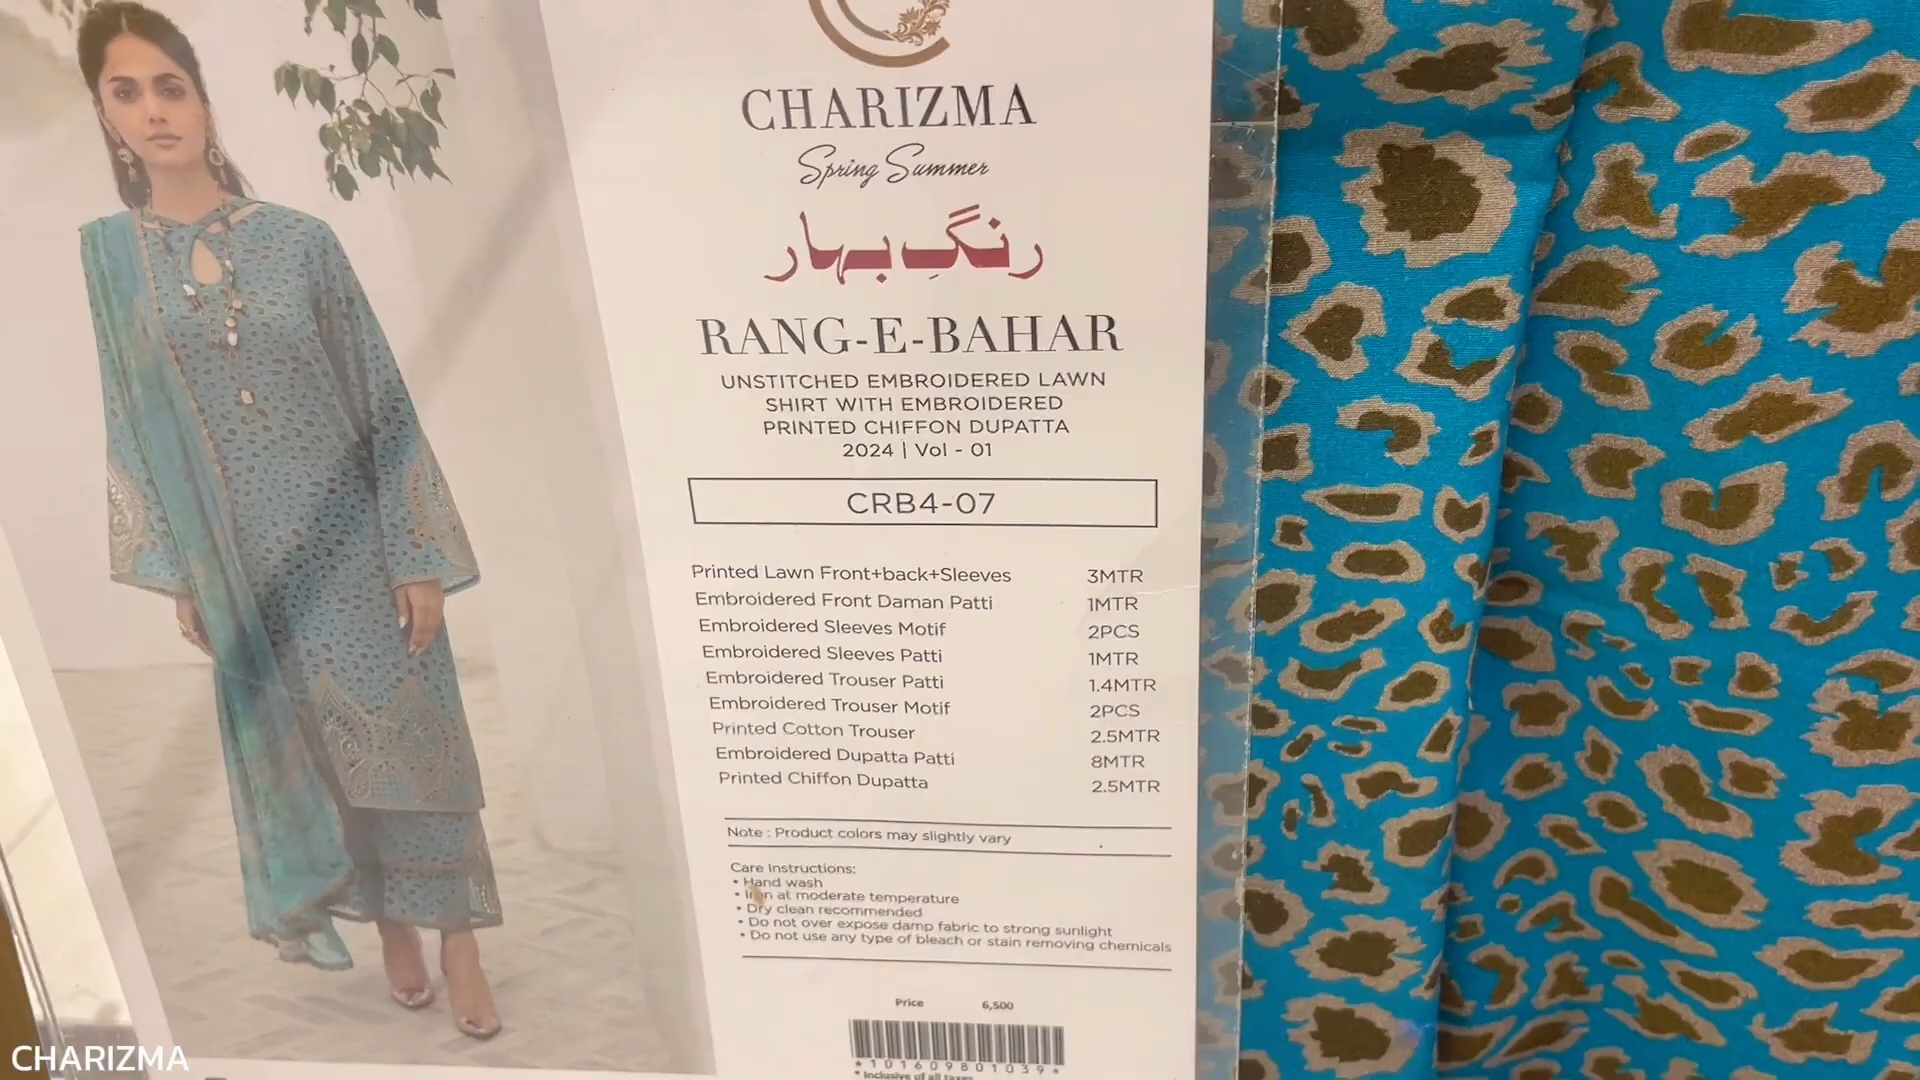 CHARIZMA
Spring Summer
رنگِ بہار
RANG-E-BAHAR
UNSTITCHED EMBROIDERED LAWN
SHIRT WITH EMBROIDERED
PRINTED CHIFFON DUPATTA
2024 | Vol - 01
CRB4-07
Printed Lawn Front+back+Sleeves 3MTR
Embroidered Front Daman Patti 1MTR
Embroidered Sleeves Motif 2PCS
Embroidered Sleeves Patti 1MTR
Embroidered Trouser Patti 1.4MTR
Embroidered Trouser Motif 2PCS
Printed Cotton Trouser 2.5MTR
Embroidered Dupatta Patti 8MTR
Printed Chiffon Dupatta 2.5MTR
Note : Product colors may slightly vary
Care Instructions:
• Hand wash
• Iron at moderate temperature
• Dry clean recommended
• Do not over expose damp fabric to strong sunlight
• Do not use any type of bleach or stain removing chemicals
Price 6,500
*101609801039*
* Inclusive of all taxes
CHARIZMA